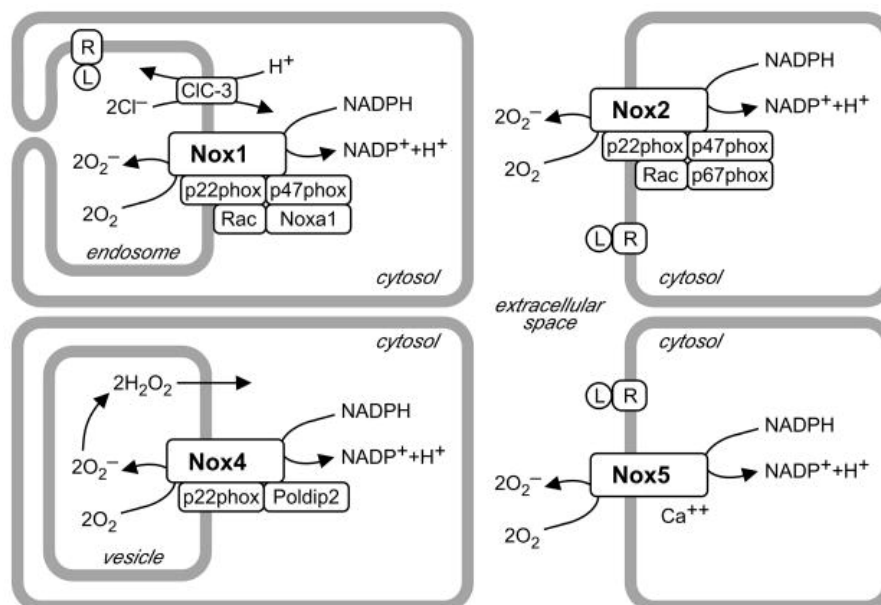 R
L
H⁺
ClC-3
2Cl⁻
NADPH
Nox1
NADP⁺+H⁺
2O₂⁻
p22phox p47phox
2O₂
Rac Noxa1
endosome
cytosol
NADPH
Nox2
2O₂⁻
NADP⁺+H⁺
p22phox p47phox
2O₂
Rac p67phox
L R
cytosol
extracellular
space
cytosol
2H₂O₂
NADPH
Nox4
2O₂⁻
NADP⁺+H⁺
p22phox Poldip2
2O₂
vesicle
cytosol
L R
NADPH
Nox5
2O₂⁻
NADP⁺+H⁺
Ca⁺⁺
2O₂